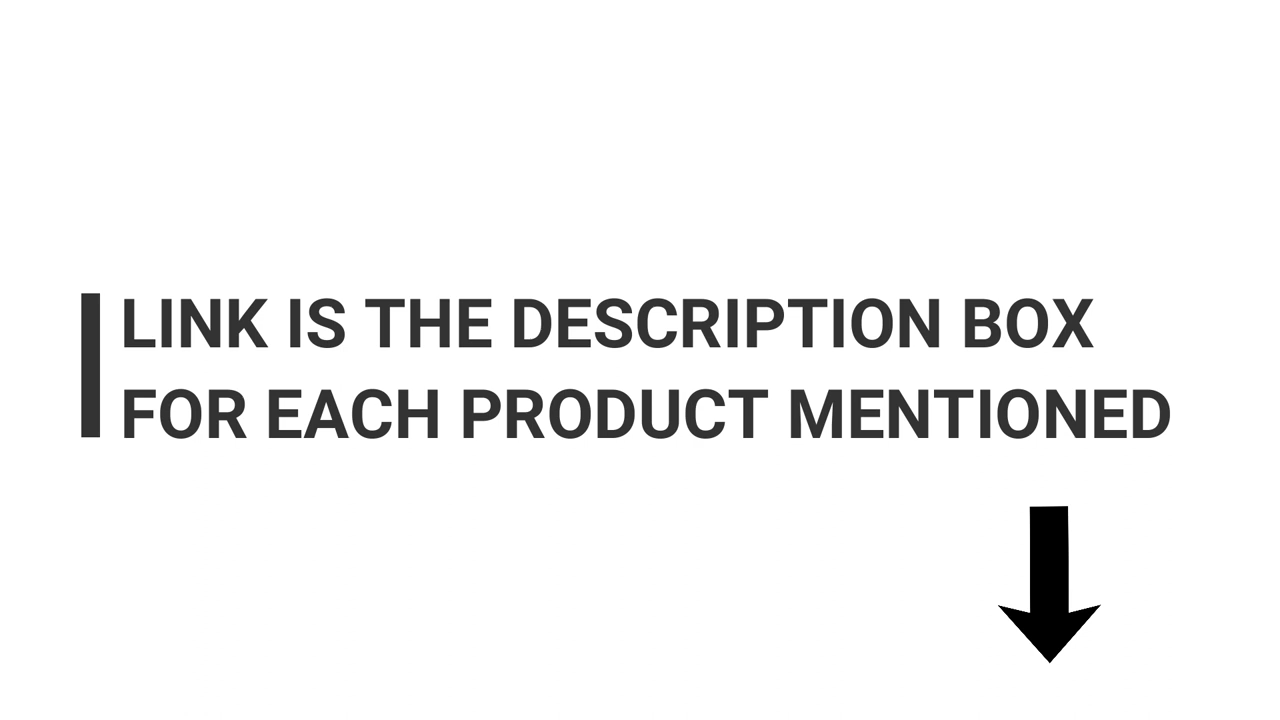 LINK IS THE DESCRIPTION BOX
FOR EACH PRODUCT MENTIONED